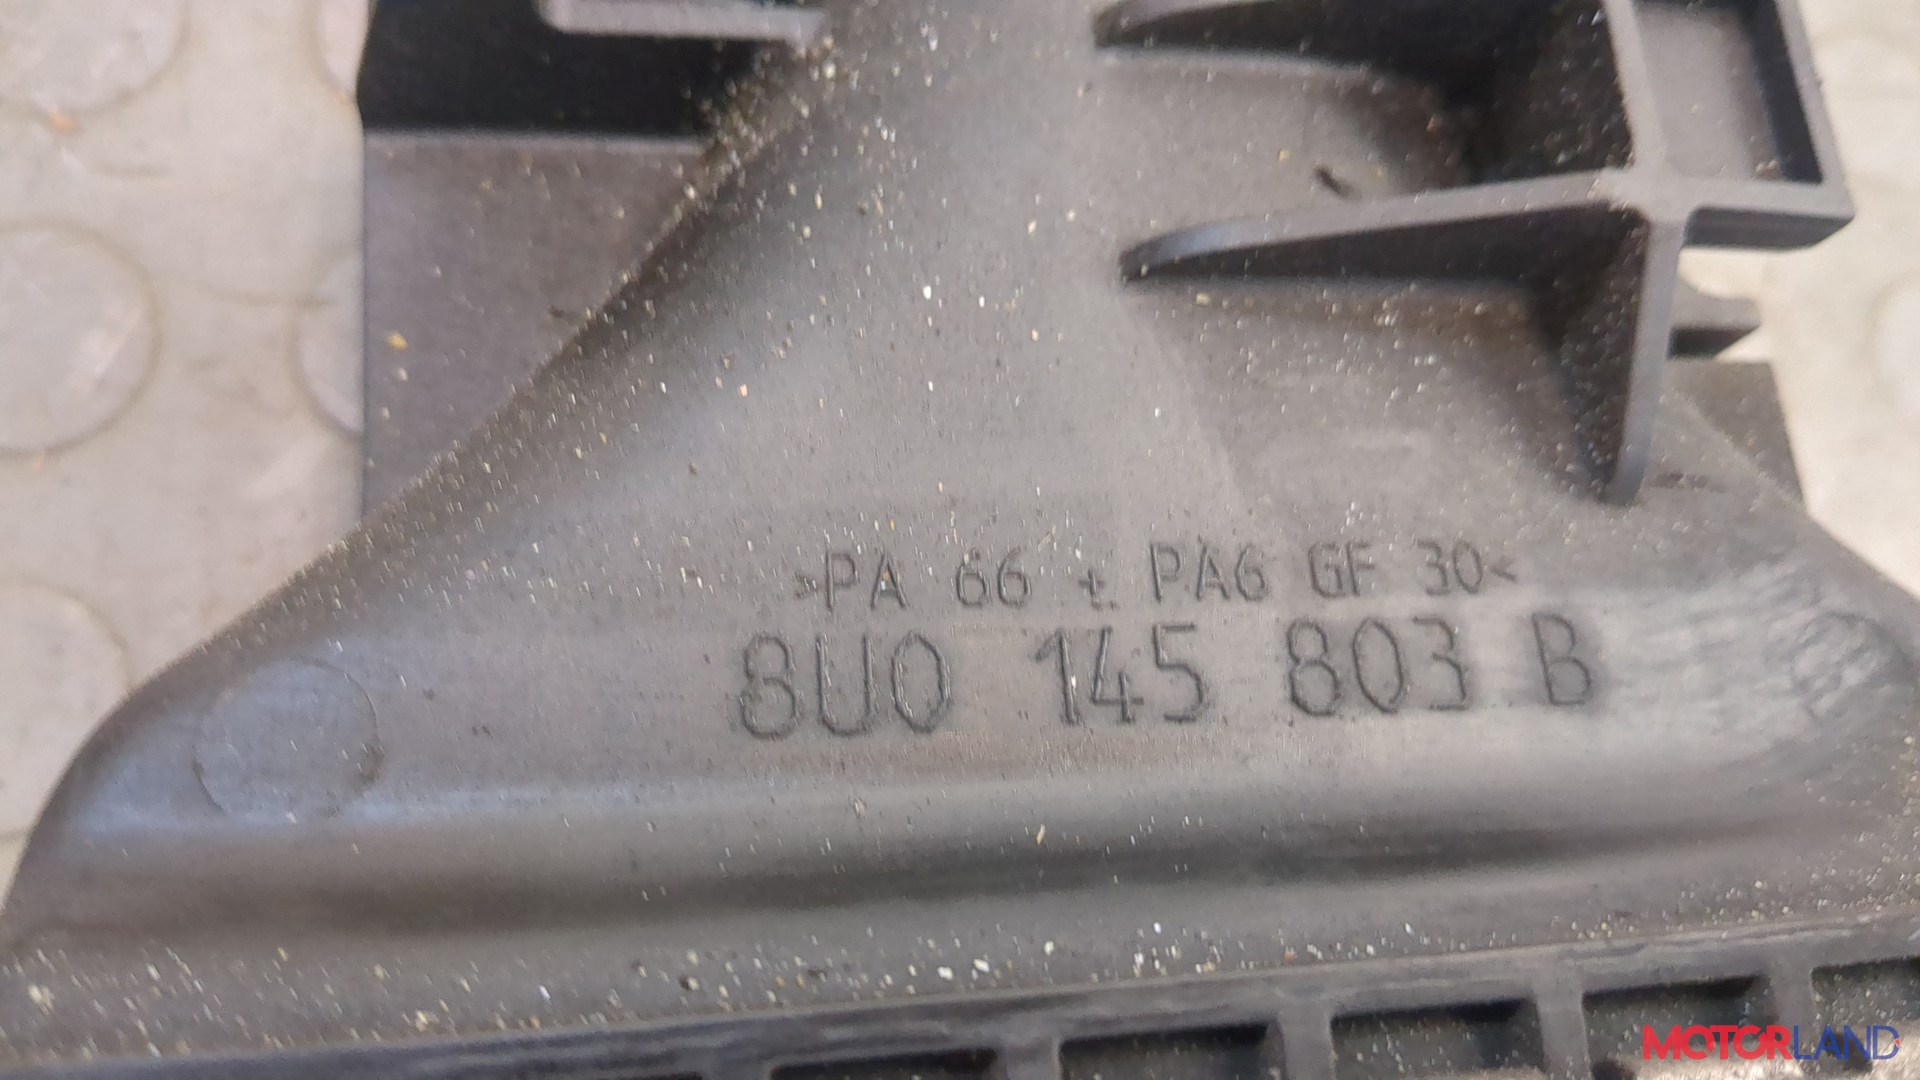 >PA 66 + PA6 GF 30<
8U0 145 803 B
MOTORLAND